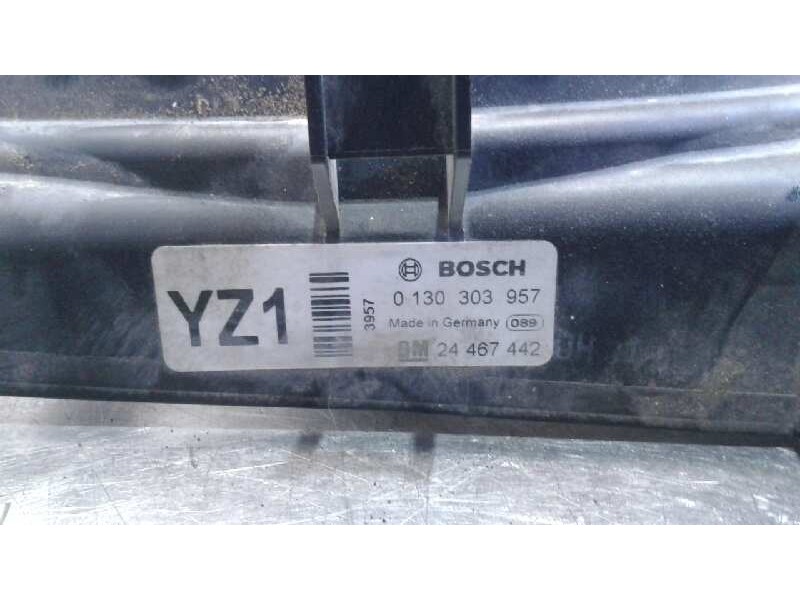 YZ1
3957
BOSCH
0 130 303 957
Made in Germany 089
GM 24 467 442